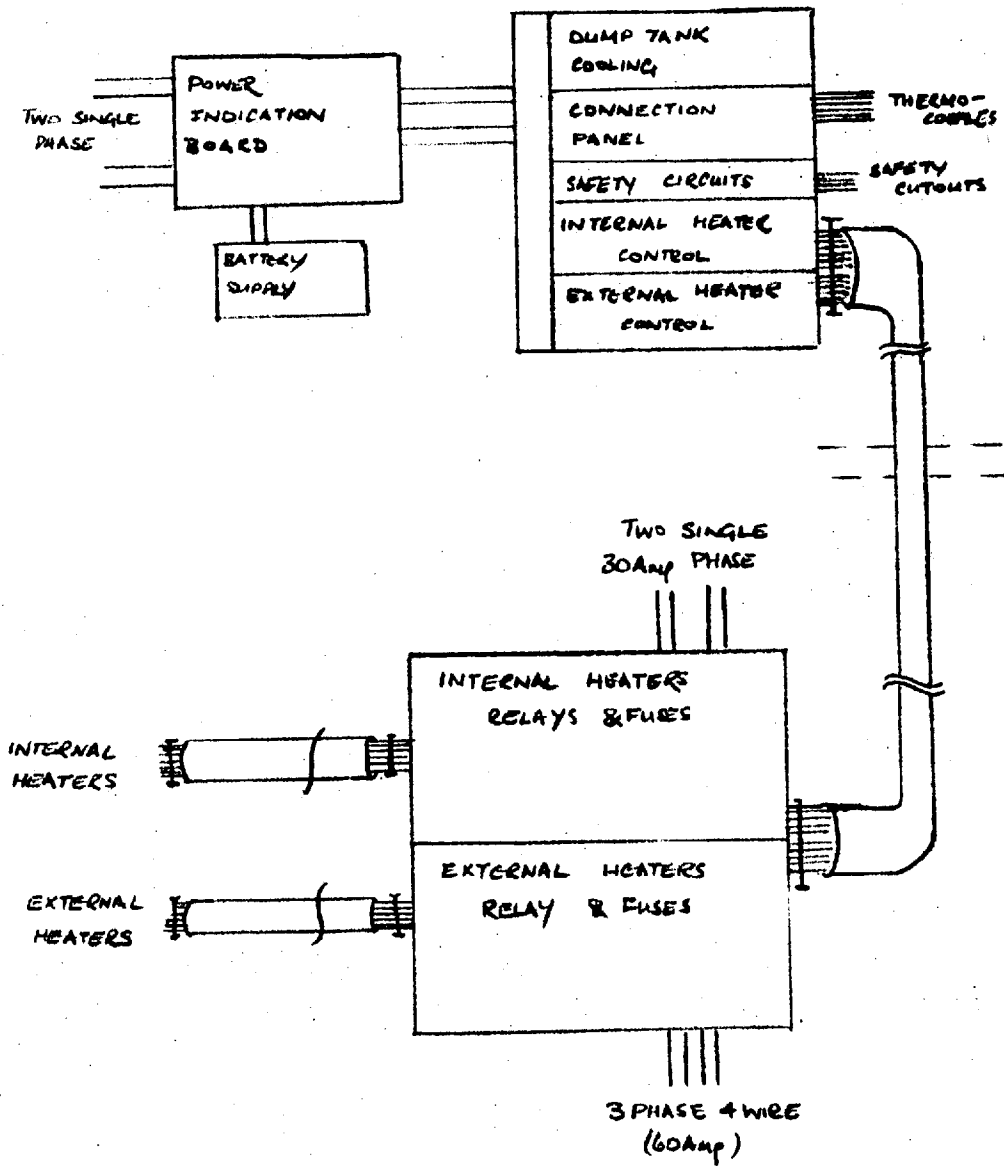 TWO SINGLE
PHASE
POWER
INDICATION
BOARD
BATTERY
SUPPLY
DUMP TANK
COOLING
CONNECTION
PANEL
SAFETY CIRCUITS
INTERNAL HEATER
CONTROL
EXTERNAL HEATER
CONTROL
THERMO-
COUPLES
SAFETY
CUTOUTS
TWO SINGLE
30Amp PHASE
INTERNAL HEATERS
RELAYS & FUSES
INTERNAL
HEATERS
EXTERNAL HEATERS
RELAY & FUSES
EXTERNAL
HEATERS
3 PHASE 4 WIRE
(60Amp)